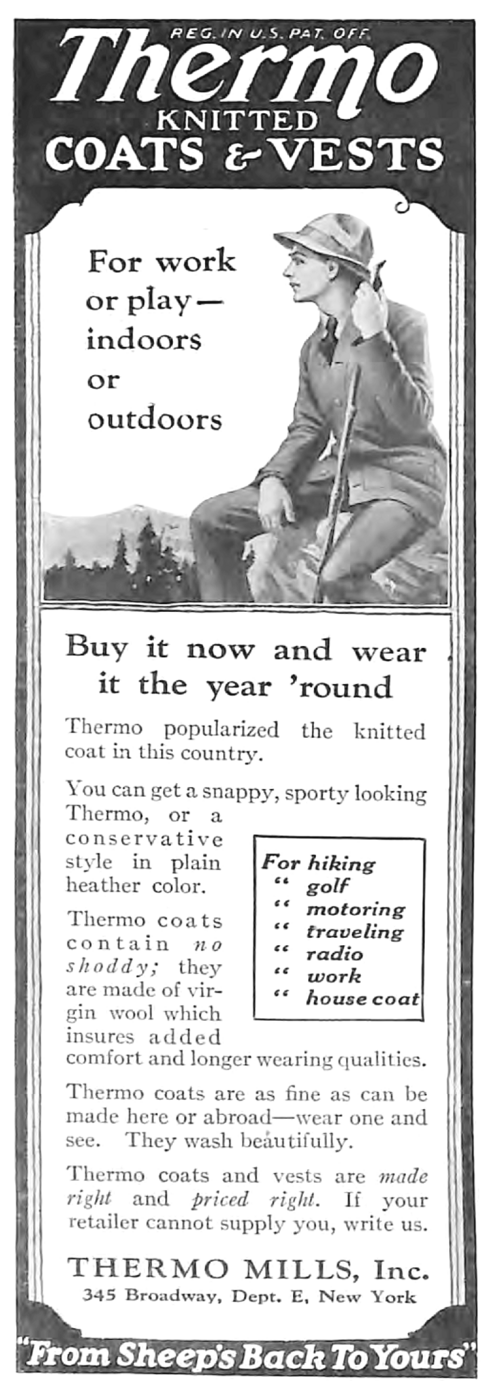 REG. IN U.S. PAT. OFF.
Thermo
KNITTED
COATS & VESTS
For work
or play—
indoors
or
outdoors
Buy it now and wear
it the year ’round
Thermo popularized the knitted
coat in this country.
You can get a snappy, sporty looking
Thermo, or a
conservative
style in plain
heather color.
Thermo coats
contain no
shoddy; they
are made of vir-
gin wool which
insures added
comfort and longer wearing qualities.
For hiking
“ golf
“ motoring
“ traveling
“ radio
“ work
“ house coat
Thermo coats are as fine as can be
made here or abroad—wear one and
see. They wash beautifully.
Thermo coats and vests are made
right and priced right. If your
retailer cannot supply you, write us.
THERMO MILLS, Inc.
345 Broadway, Dept. E, New York
"From Sheep's Back To Yours"